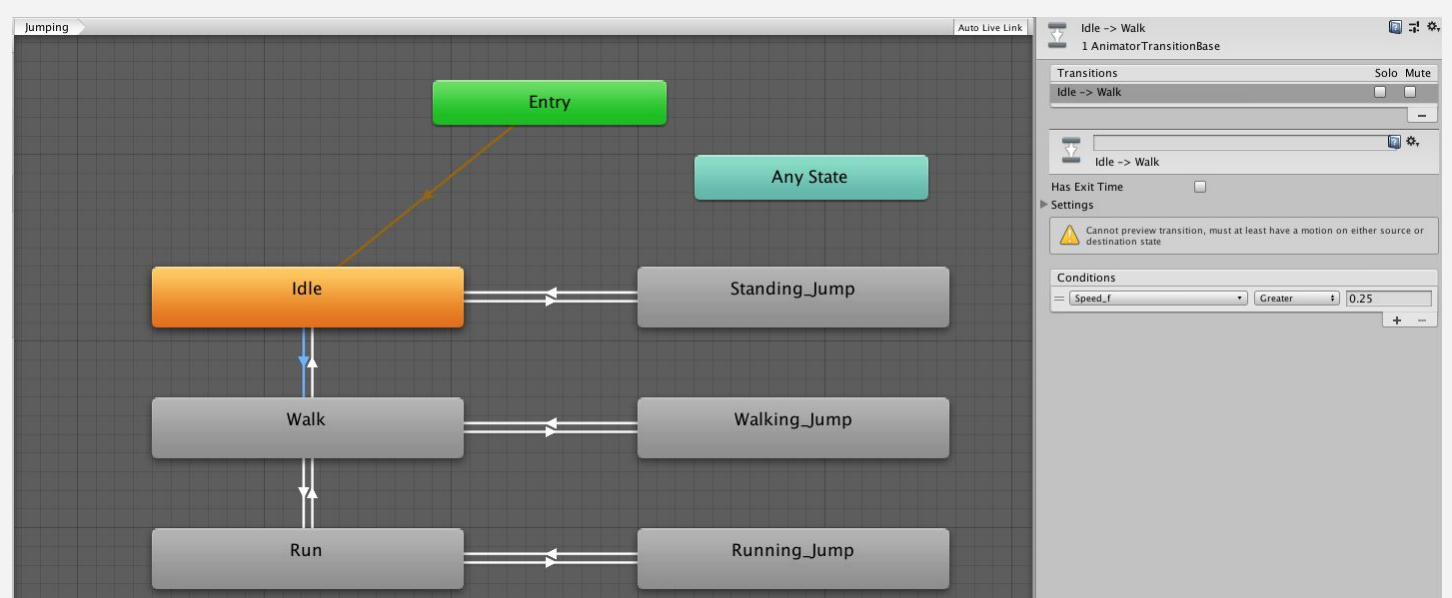 Jumping
Auto Live Link
Entry
Any State
Idle
Standing_Jump
Walk
Walking_Jump
Run
Running_Jump
Idle -> Walk
1 AnimatorTransitionBase
Transitions Solo Mute
Idle -> Walk
Idle -> Walk
Has Exit Time
Settings
Cannot preview transition, must at least have a motion on either source or
destination state
Conditions
Speed_f Greater 0.25